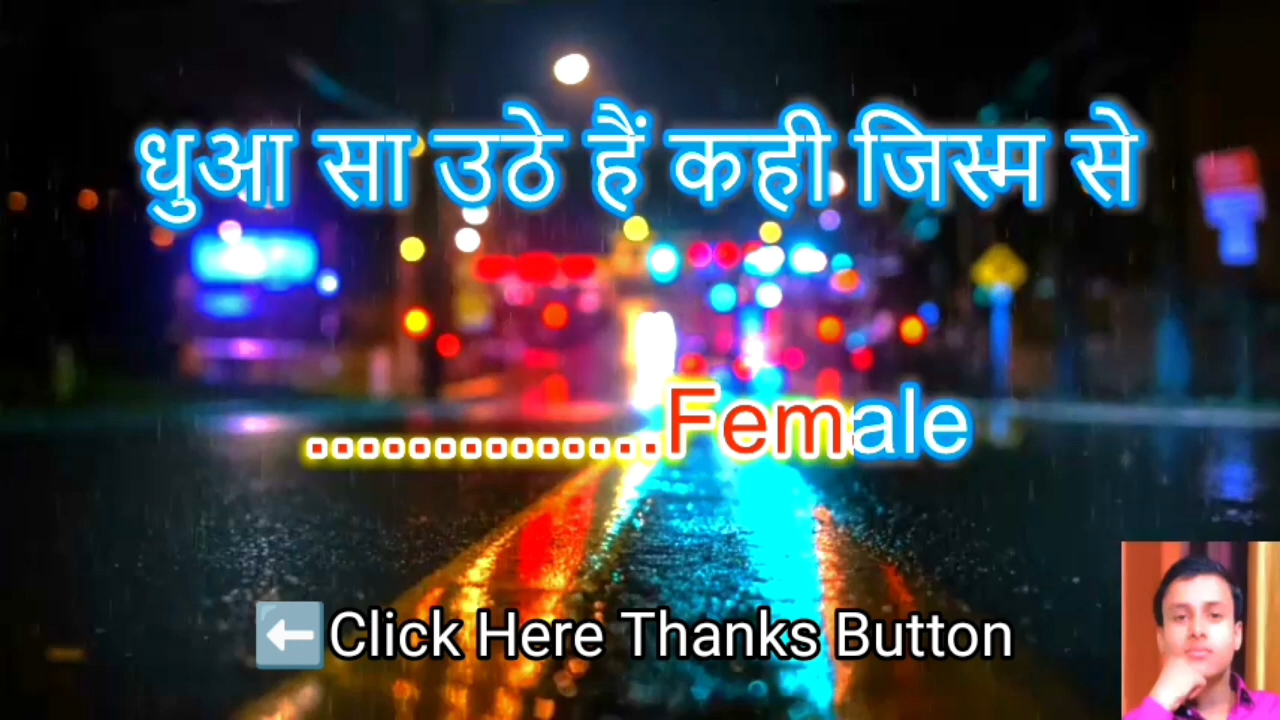 धुआ सा उठे हैं कही जिस्म से
...............Female
⬅Click Here Thanks Button